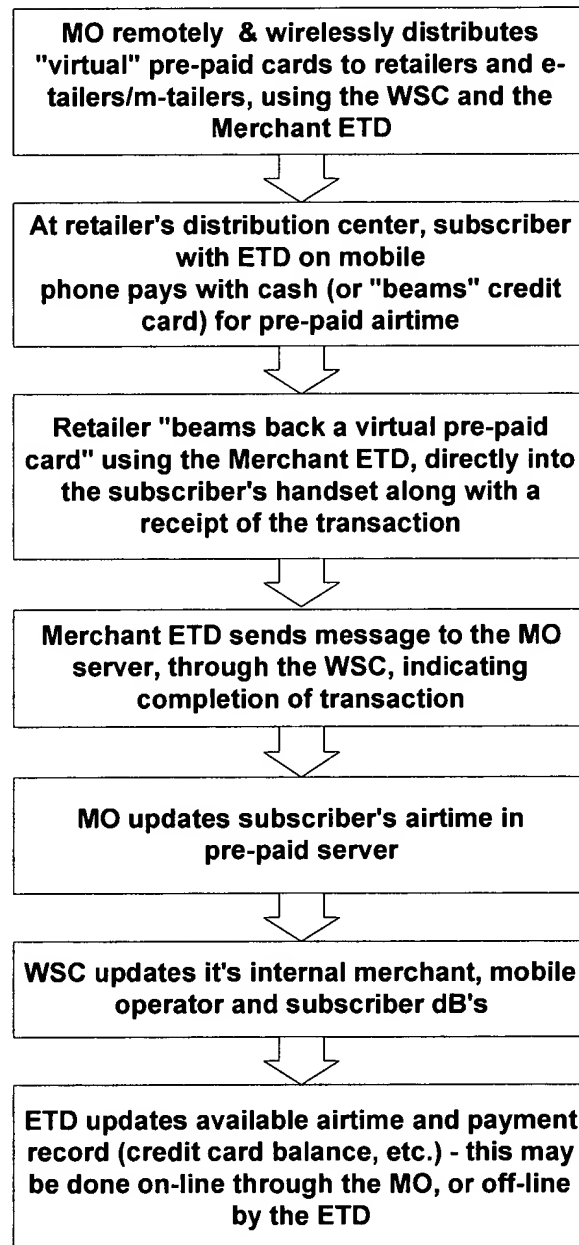 MO remotely & wirelessly distributes
"virtual" pre-paid cards to retailers and e-
tailers/m-tailers, using the WSC and the
Merchant ETD
At retailer's distribution center, subscriber
with ETD on mobile
phone pays with cash (or "beams" credit
card) for pre-paid airtime
Retailer "beams back a virtual pre-paid
card" using the Merchant ETD, directly into
the subscriber's handset along with a
receipt of the transaction
Merchant ETD sends message to the MO
server, through the WSC, indicating
completion of transaction
MO updates subscriber's airtime in
pre-paid server
WSC updates it's internal merchant, mobile
operator and subscriber dB's
ETD updates available airtime and payment
record (credit card balance, etc.) - this may
be done on-line through the MO, or off-line
by the ETD